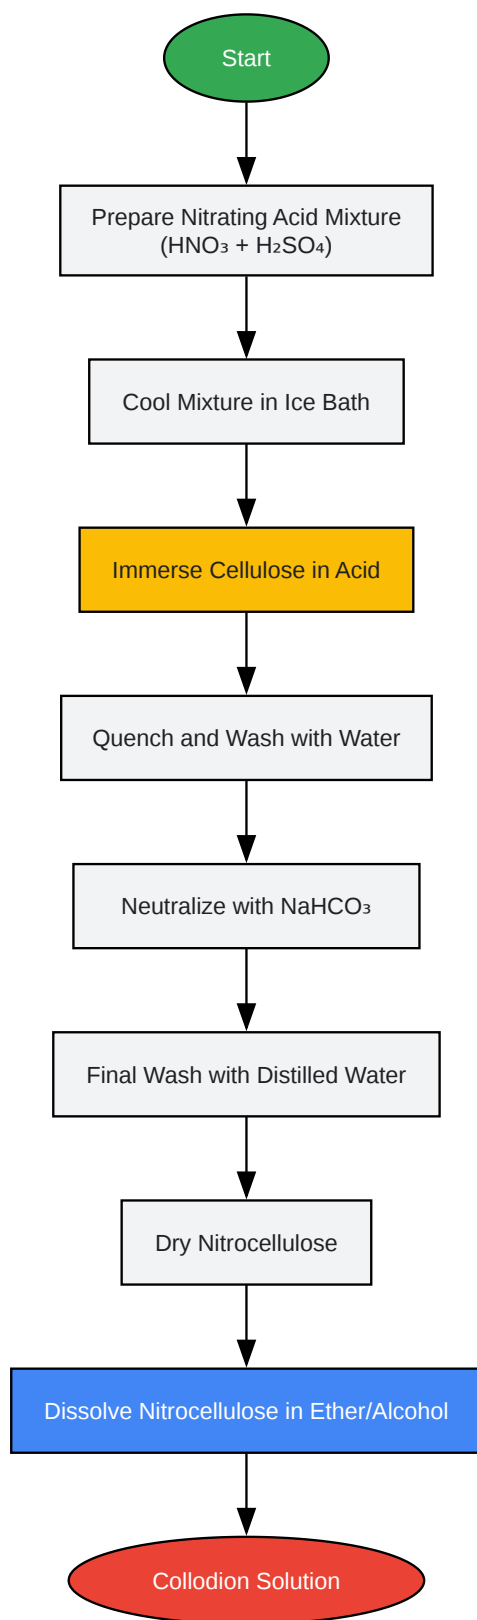 Start
Prepare Nitrating Acid Mixture
(HNO₃ + H₂SO₄)
Cool Mixture in Ice Bath
Immerse Cellulose in Acid
Quench and Wash with Water
Neutralize with NaHCO₃
Final Wash with Distilled Water
Dry Nitrocellulose
Dissolve Nitrocellulose in Ether/Alcohol
Collodion Solution